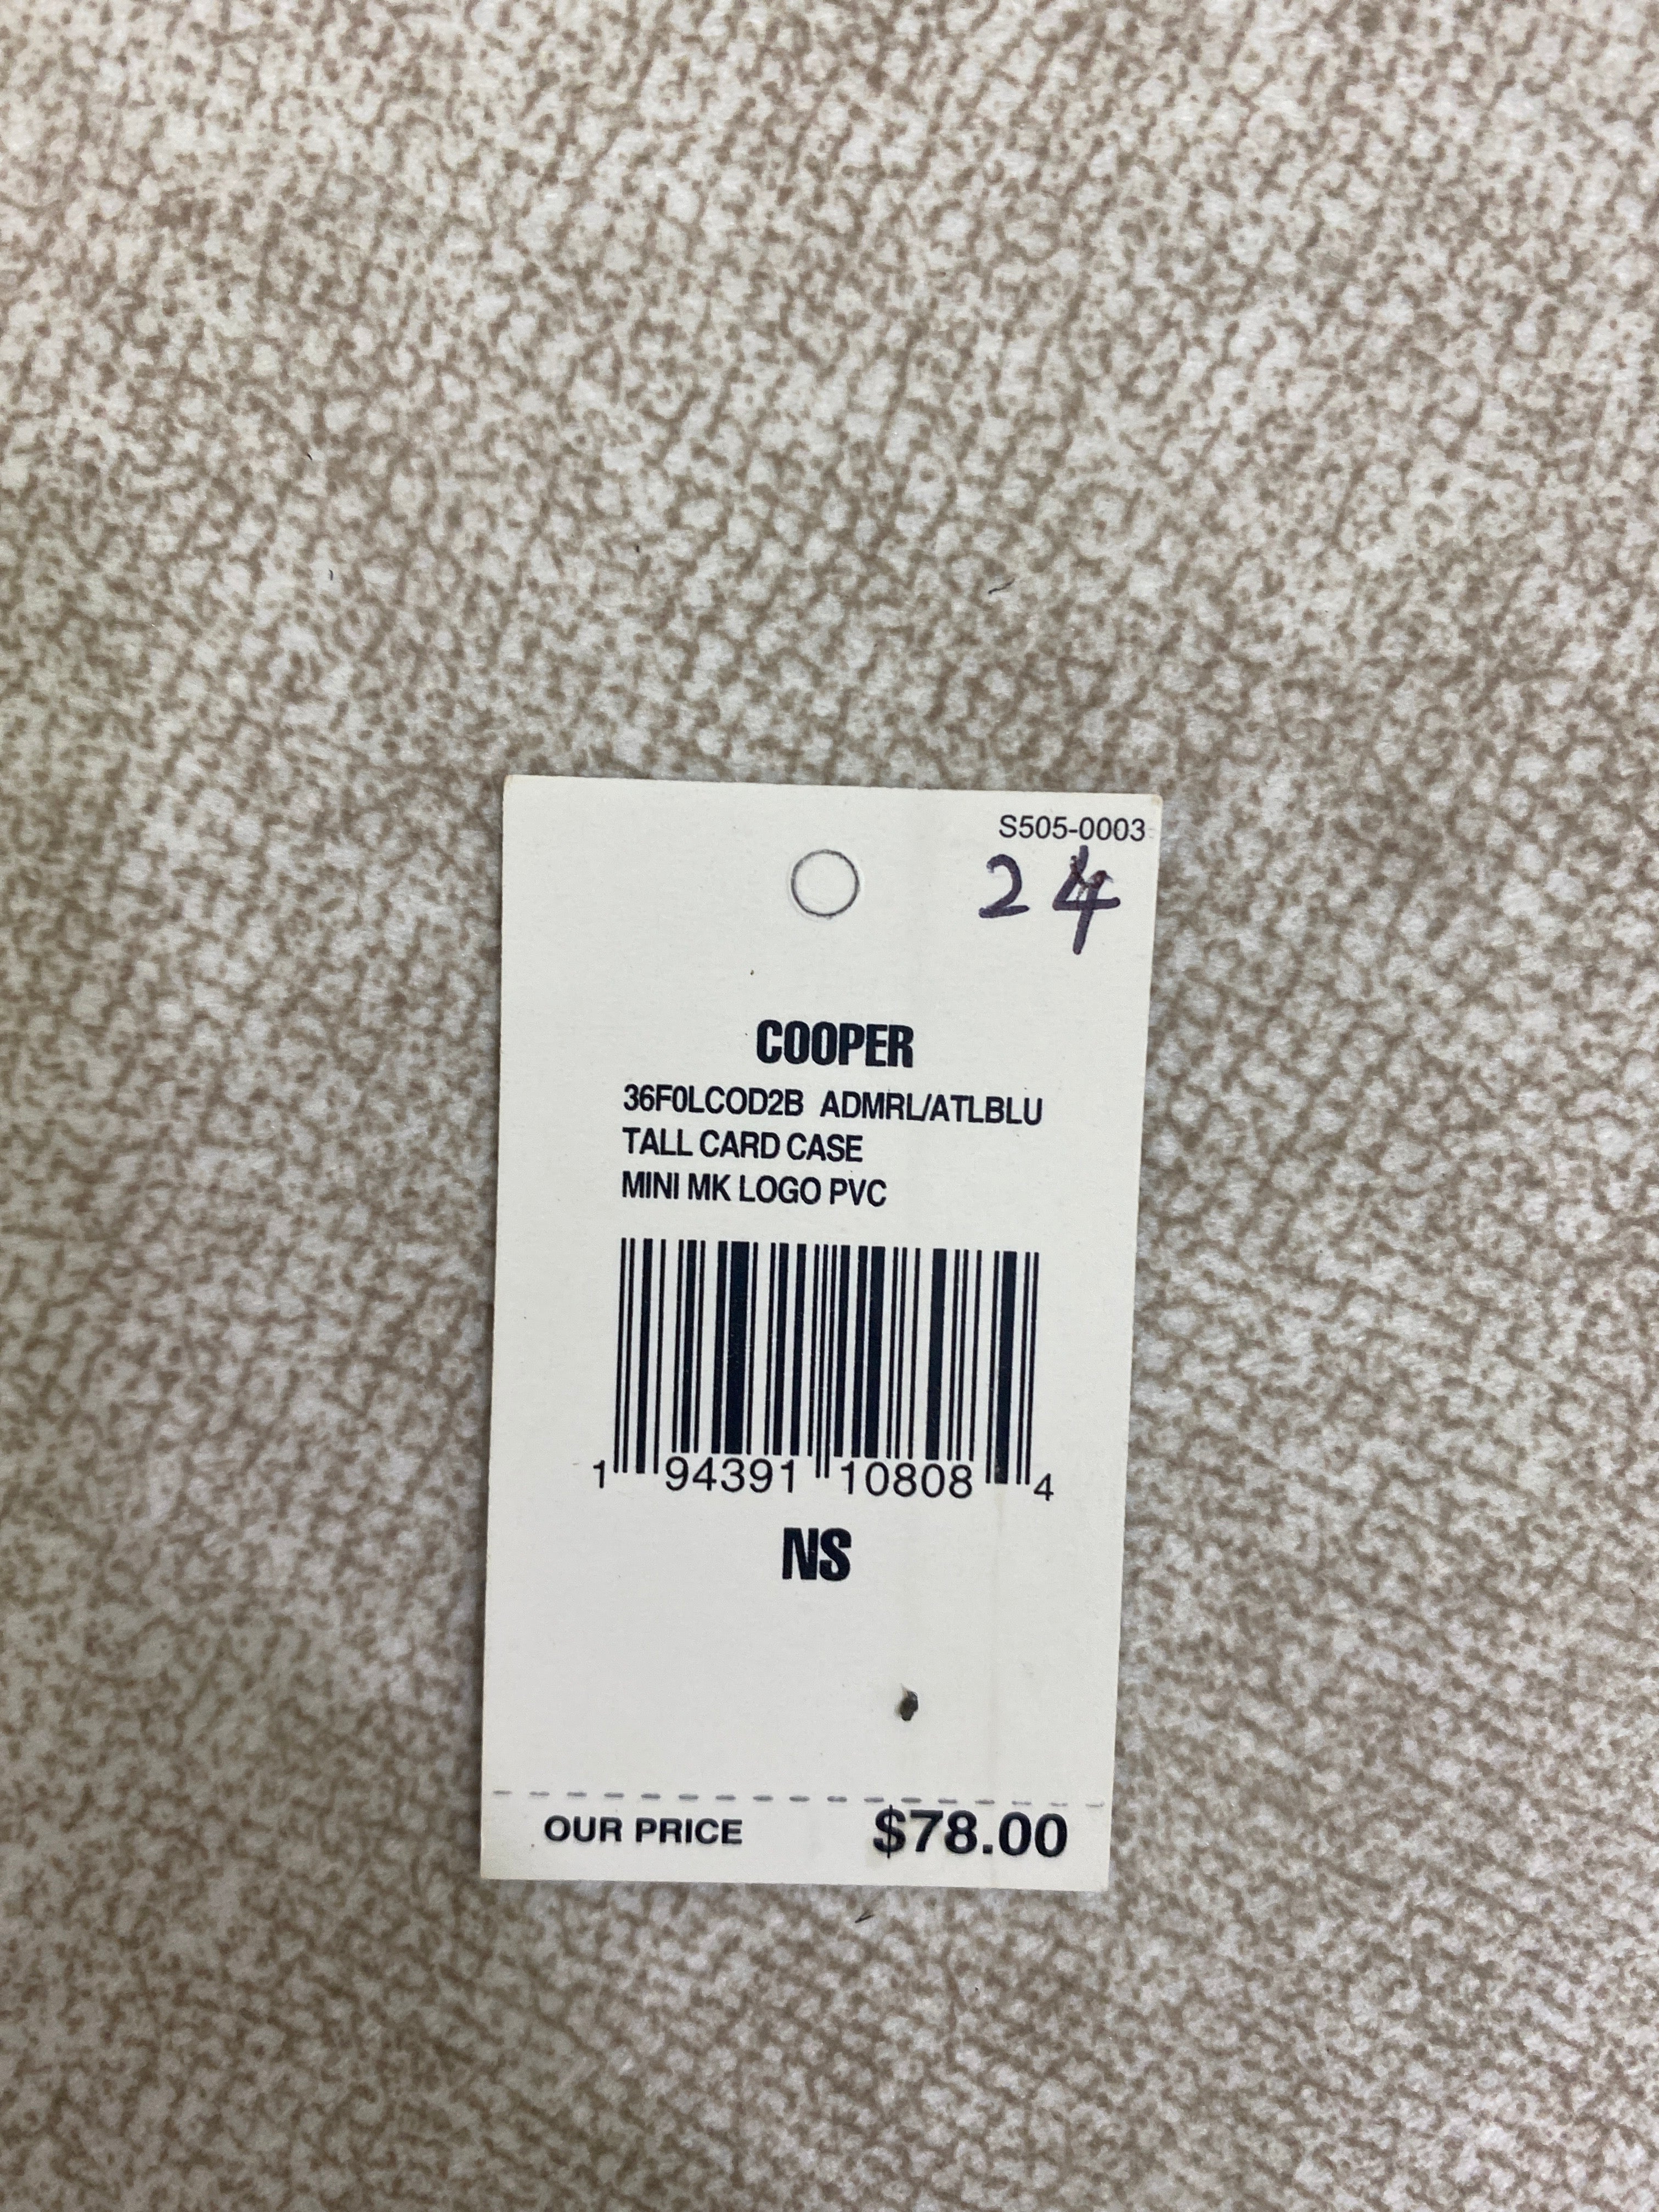 S505-0003
24
COOPER
36F0LCOD2B ADMRL/ATLBLU
TALL CARD CASE
MINI MK LOGO PVC
1 94391 10808 4
NS
OUR PRICE $78.00